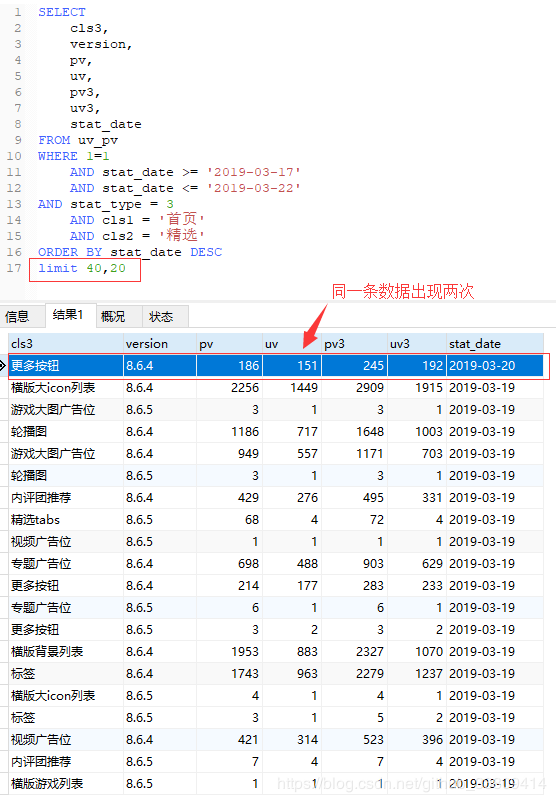 1 SELECT
2 cls3,
3 version,
4 pv,
5 uv,
6 pv3,
7 uv3,
8 stat_date
9 FROM uv_pv
10 WHERE 1=1
11 AND stat_date >= '2019-03-17'
12 AND stat_date <= '2019-03-22'
13 AND stat_type = 3
14 AND cls1 = '首页'
15 AND cls2 = '精选'
16 ORDER BY stat_date DESC
17 limit 40,20
同一条数据出现两次
信息 结果1 概况 状态
cls3 version pv uv pv3 uv3 stat_date
更多按钮 8.6.4 186 151 245 192 2019-03-20
横版大icon列表 8.6.4 2256 1449 2909 1915 2019-03-19
游戏大图广告位 8.6.5 3 1 3 1 2019-03-19
轮播图 8.6.4 1186 717 1648 1003 2019-03-19
游戏大图广告位 8.6.4 949 557 1171 703 2019-03-19
轮播图 8.6.5 3 1 3 1 2019-03-19
内评团推荐 8.6.4 429 276 495 331 2019-03-19
精选tabs 8.6.5 68 4 72 4 2019-03-19
视频广告位 8.6.5 1 1 1 1 2019-03-19
专题广告位 8.6.4 698 488 903 629 2019-03-19
更多按钮 8.6.4 214 177 283 233 2019-03-19
专题广告位 8.6.5 6 1 6 1 2019-03-19
更多按钮 8.6.5 3 2 3 2 2019-03-19
横版背景列表 8.6.4 1953 883 2327 1070 2019-03-19
标签 8.6.4 1743 963 2279 1237 2019-03-19
横版大icon列表 8.6.5 4 1 4 1 2019-03-19
标签 8.6.5 3 1 5 2 2019-03-19
视频广告位 8.6.4 421 314 523 396 2019-03-19
内评团推荐 8.6.5 7 4 7 4 2019-03-19
横版游戏列表 8.6.5 1 1 1 1 2019-03-19